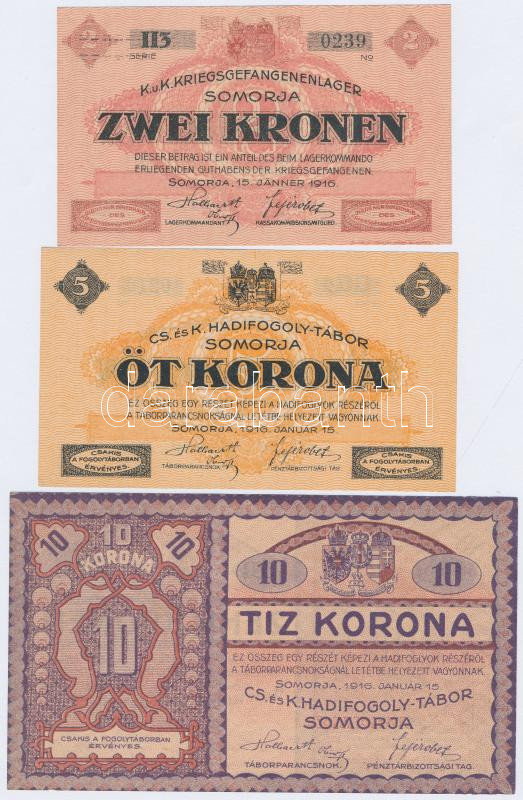 2 II3 0239 2
SERIE No
K.u.K. KRIEGSGEFANGENENLAGER
SOMORJA
ZWEI KRONEN
DIESER BETRAG IST EIN ANTEIL DES BEIM LAGERKOMMANDO
ERLIEGENDEN GUTHABENS DER KRIEGSGEFANGENEN.
SOMORJA, 15. JÄNNER 1916.
LAGERKOMMANDANT KASSAKOMMISSIONSMITGLIED.
5 5
CS. ÉS K. HADIFOGOLY-TÁBOR
SOMORJA
ÖT KORONA
EZ ÖSSZEG EGY RÉSZÉT KÉPEZI A HADIFOGLYOK RÉSZÉRŐL
A TÁBORPARANCSNOKSÁGNÁL LETÉTBE HELYEZETT VAGYONNAK.
SOMORJA, 1916. JANUÁR 15.
CSAKIS
A FOGOLYTÁBORBAN
ÉRVÉNYES
TÁBORPARANCSNOK. PÉNZTÁRBIZOTTSÁGI TAG.
CSAKIS
A FOGOLYTÁBORBAN
ÉRVÉNYES
darabanth
10 10 10
KORONA
10
CSAKIS A FOGOLYTÁBORBAN
ÉRVÉNYES
10 10
TIZ KORONA
EZ ÖSSZEG EGY RÉSZÉT KÉPEZI A HADIFOGLYOK RÉSZÉRŐL
A TÁBORPARANCSNOKSÁGNÁL LETÉTBE HELYEZETT VAGYONNAK.
SOMORJA, 1916. JANUÁR 15.
CS. ÉS K. HADIFOGOLY-TÁBOR
SOMORJA
TÁBORPARANCSNOK. PÉNZTÁRBIZOTTSÁGI TAG.